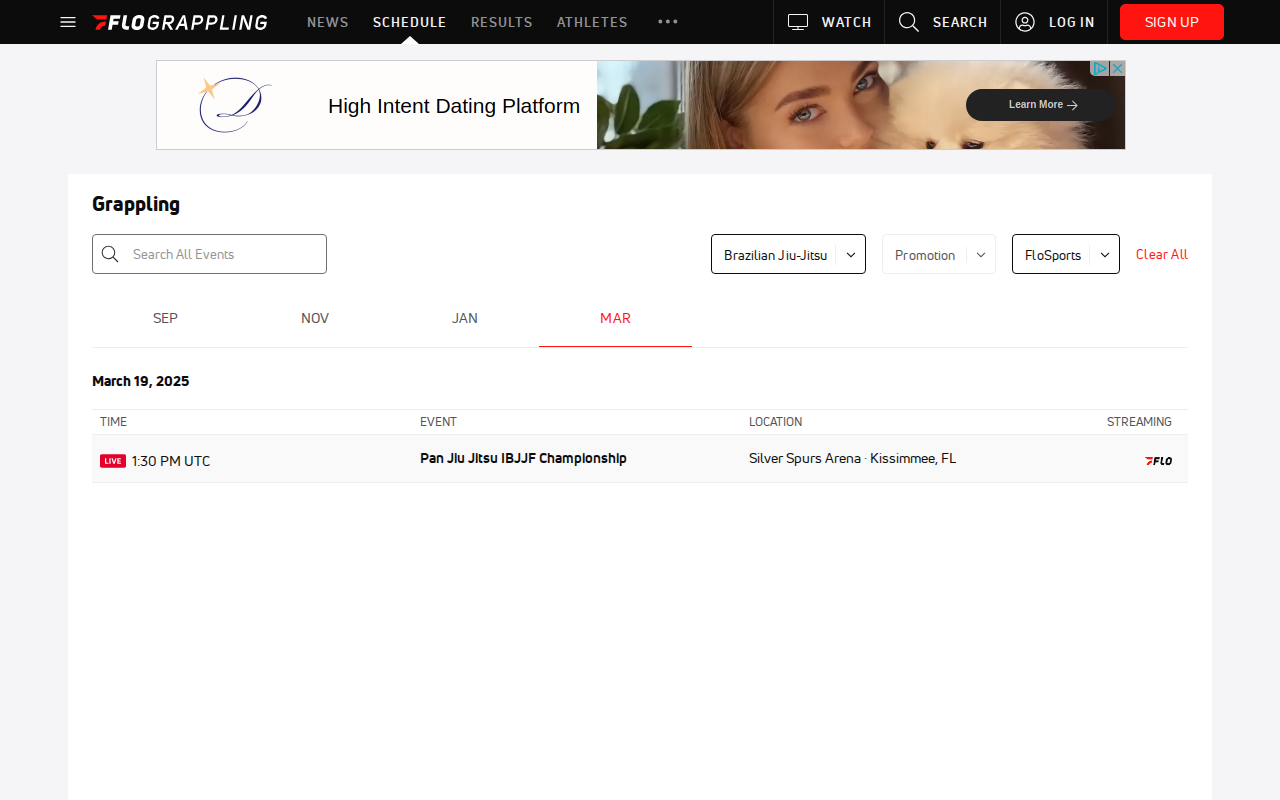 FLOGRAPPLING NEWS SCHEDULE RESULTS ATHLETES ••• WATCH SEARCH LOG IN SIGN UP
D High Intent Dating Platform Learn More →
Grappling
Search All Events Brazilian Jiu-Jitsu Promotion FloSports Clear All
SEP NOV JAN MAR
March 19, 2025
TIME EVENT LOCATION STREAMING
LIVE 1:30 PM UTC Pan Jiu Jitsu IBJJF Championship Silver Spurs Arena · Kissimmee, FL FLO